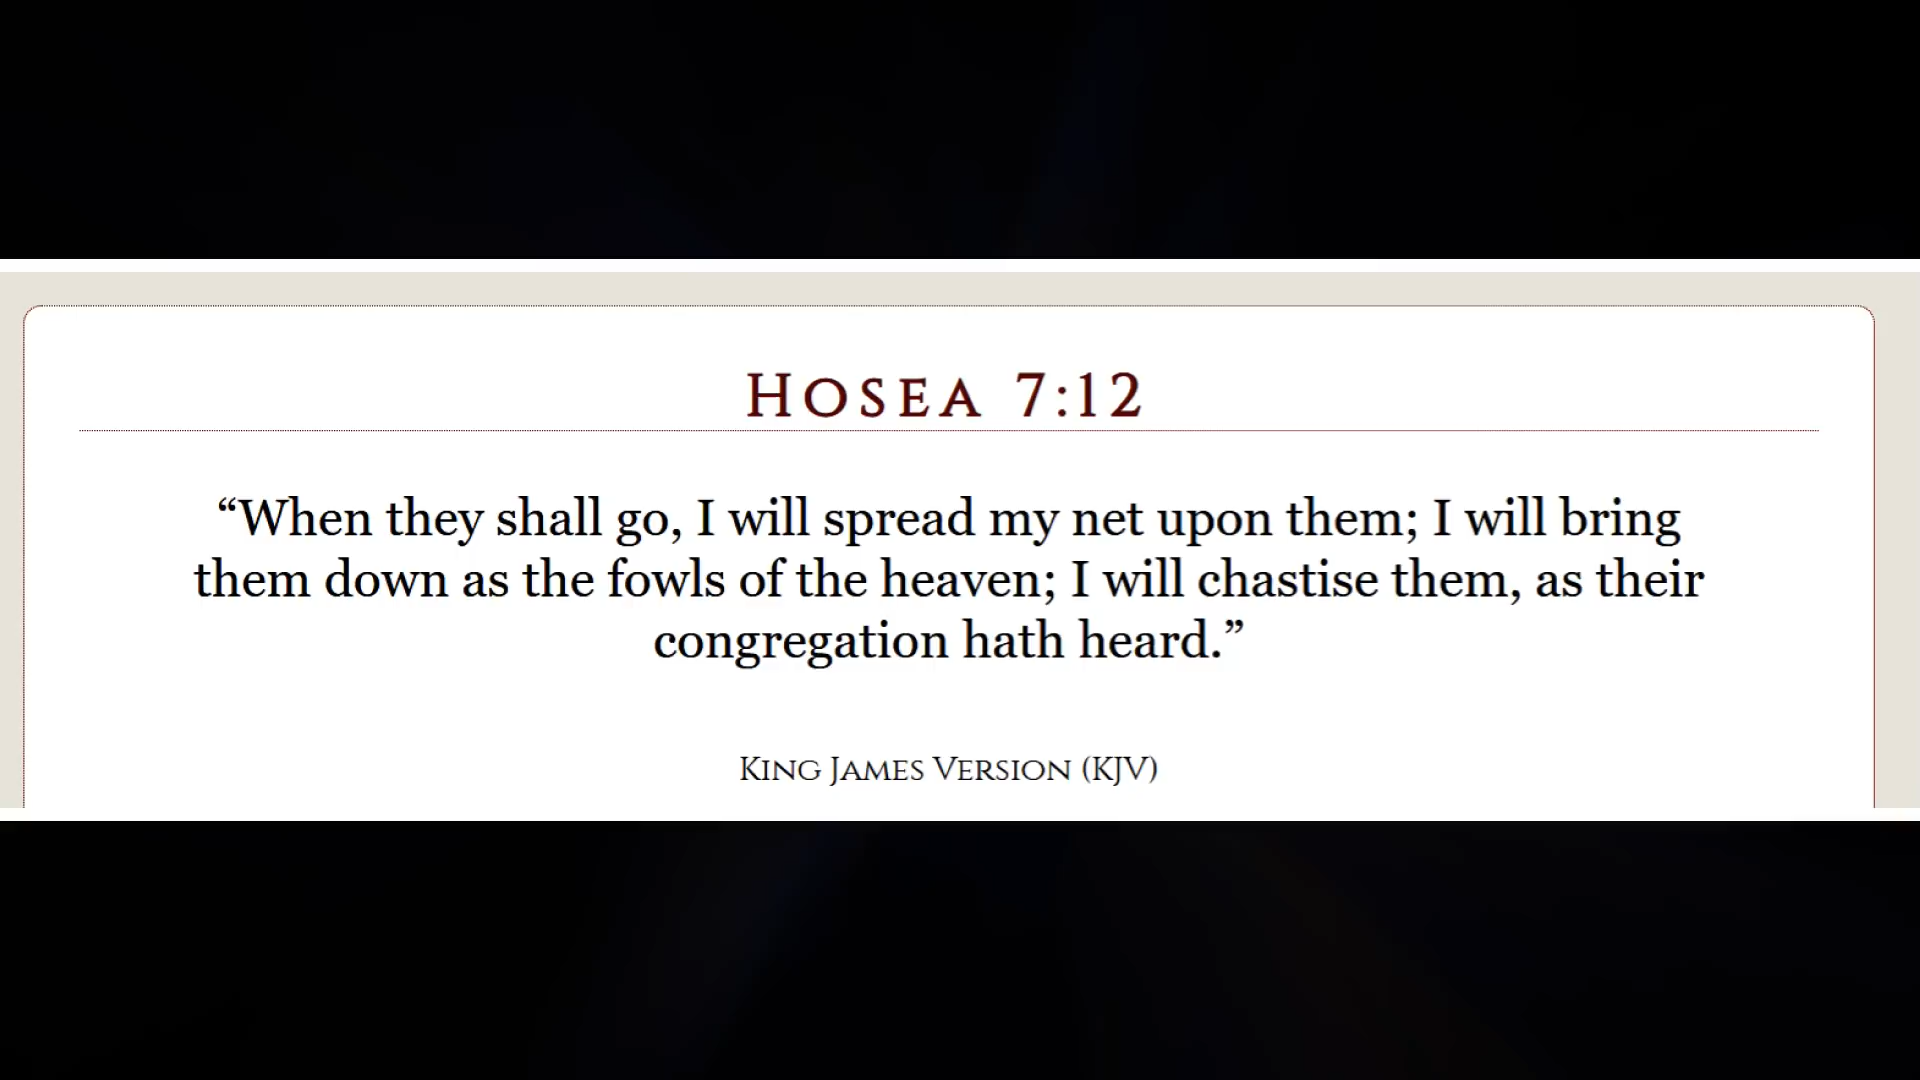 Hosea 7:12
“When they shall go, I will spread my net upon them; I will bring
them down as the fowls of the heaven; I will chastise them, as their
congregation hath heard.”
King James Version (KJV)